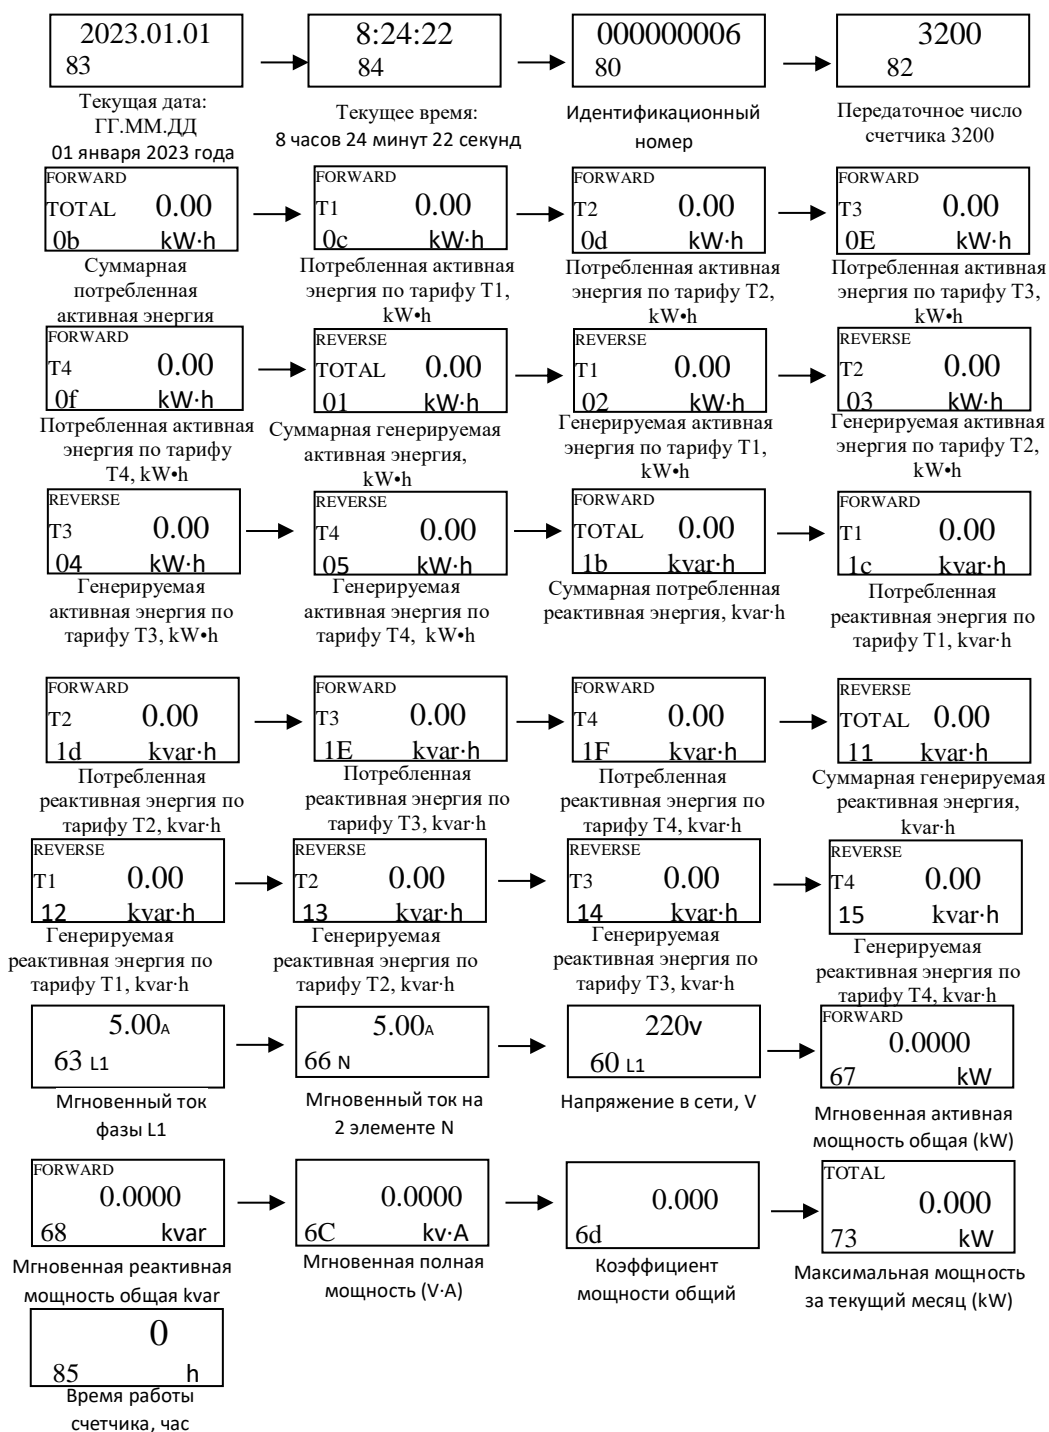 2023.01.01
83
Текущая дата:
ГГ.ММ.ДД
01 января 2023 года
8:24:22
84
Текущее время:
8 часов 24 минут 22 секунд
000000006
80
Идентификационный
номер
3200
82
Передаточное число
счетчика 3200
FORWARD
TOTAL 0.00
0b kW·h
Суммарная
потребленная
активная энергия
FORWARD
T1 0.00
0c kW·h
Потребленная активная
энергия по тарифу Т1,
kW•h
FORWARD
T2 0.00
0d kW·h
Потребленная активная
энергия по тарифу Т2,
kW•h
FORWARD
T3 0.00
0E kW·h
Потребленная активная
энергия по тарифу Т3,
kW•h
FORWARD
T4 0.00
0f kW·h
Потребленная активная
энергия по тарифу
Т4, kW•h
REVERSE
TOTAL 0.00
01 kW·h
Суммарная генерируемая
активная энергия,
kW•h
REVERSE
T1 0.00
02 kW·h
Генерируемая активная
энергия по тарифу Т1,
kW•h
REVERSE
T2 0.00
03 kW·h
Генерируемая активная
энергия по тарифу Т2,
kW•h
REVERSE
T3 0.00
04 kW·h
Генерируемая
активная энергия по
тарифу Т3, kW•h
REVERSE
T4 0.00
05 kW·h
Генерируемая
активная энергия по
тарифу Т4, kW•h
FORWARD
TOTAL 0.00
1b kvar·h
Суммарная потребленная
реактивная энергия, kvar·h
FORWARD
T1 0.00
1c kvar·h
Потребленная
реактивная энергия по
тарифу Т1, kvar·h
FORWARD
T2 0.00
1d kvar·h
Потребленная
реактивная энергия по
тарифу Т2, kvar·h
FORWARD
T3 0.00
1E kvar·h
Потребленная
реактивная энергия по
тарифу Т3, kvar·h
FORWARD
T4 0.00
1F kvar·h
Потребленная
реактивная энергия по
тарифу Т4, kvar·h
REVERSE
TOTAL 0.00
11 kvar·h
Суммарная генерируемая
реактивная энергия,
kvar·h
REVERSE
T1 0.00
12 kvar·h
Генерируемая
реактивная энергия по
тарифу Т1, kvar·h
REVERSE
T2 0.00
13 kvar·h
Генерируемая
реактивная энергия по
тарифу Т2, kvar·h
REVERSE
T3 0.00
14 kvar·h
Генерируемая
реактивная энергия по
тарифу Т3, kvar·h
REVERSE
T4 0.00
15 kvar·h
Генерируемая
реактивная энергия по
тарифу Т4, kvar·h
5.00A
63 L1
Мгновенный ток
фазы L1
5.00A
66 N
Мгновенный ток на
2 элементе N
220v
60 L1
Напряжение в сети, V
FORWARD
0.0000
67 kW
Мгновенная активная
мощность общая (kW)
FORWARD
0.0000
68 kvar
Мгновенная реактивная
мощность общая kvar
0.0000
6C kv·A
Мгновенная полная
мощность (V·A)
0.000
6d
Коэффициент
мощности общий
TOTAL
0.000
73 kW
Максимальная мощность
за текущий месяц (kW)
0
85 h
Время работы
счетчика, час